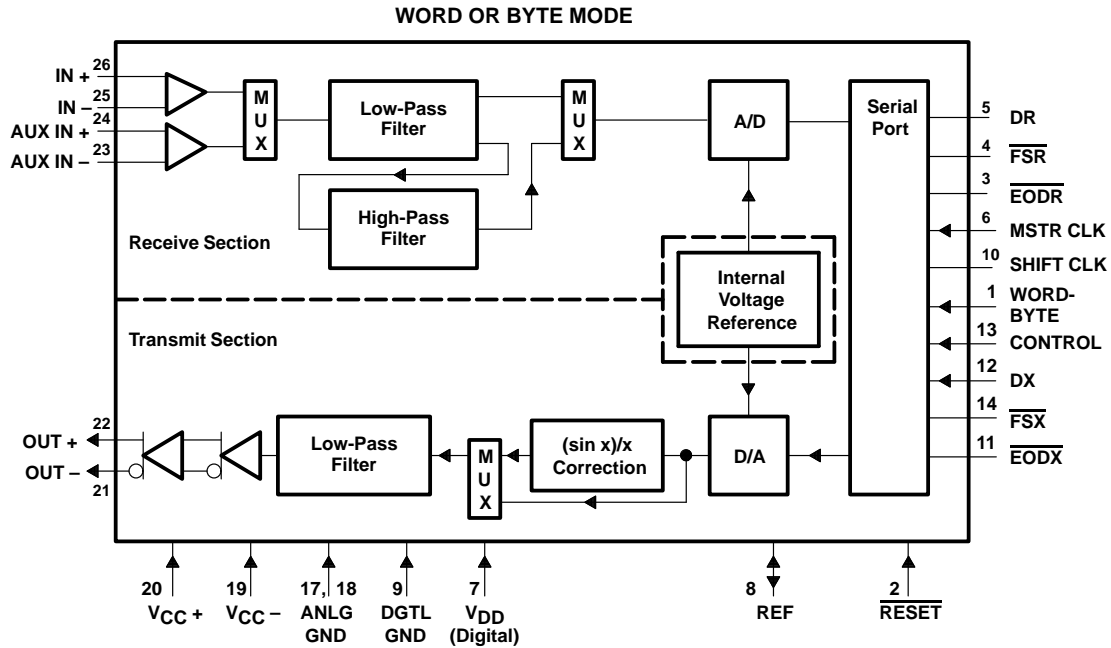 WORD OR BYTE MODE
IN +
26
IN –
25
AUX IN +
24
AUX IN –
23
M
U
X
Low-Pass
Filter
High-Pass
Filter
M
U
X
A/D
Serial
Port
5
DR
4
FSR
3
EODR
6
MSTR CLK
10
SHIFT CLK
1
WORD-
BYTE
13
CONTROL
12
DX
14
FSX
11
EODX
Receive Section
Internal
Voltage
Reference
Transmit Section
OUT +
22
OUT –
21
Low-Pass
Filter
M
U
X
(sin x)/x
Correction
D/A
20
VCC +
19
VCC –
17, 18
ANLG
GND
9
DGTL
GND
7
VDD
(Digital)
8
REF
2
RESET